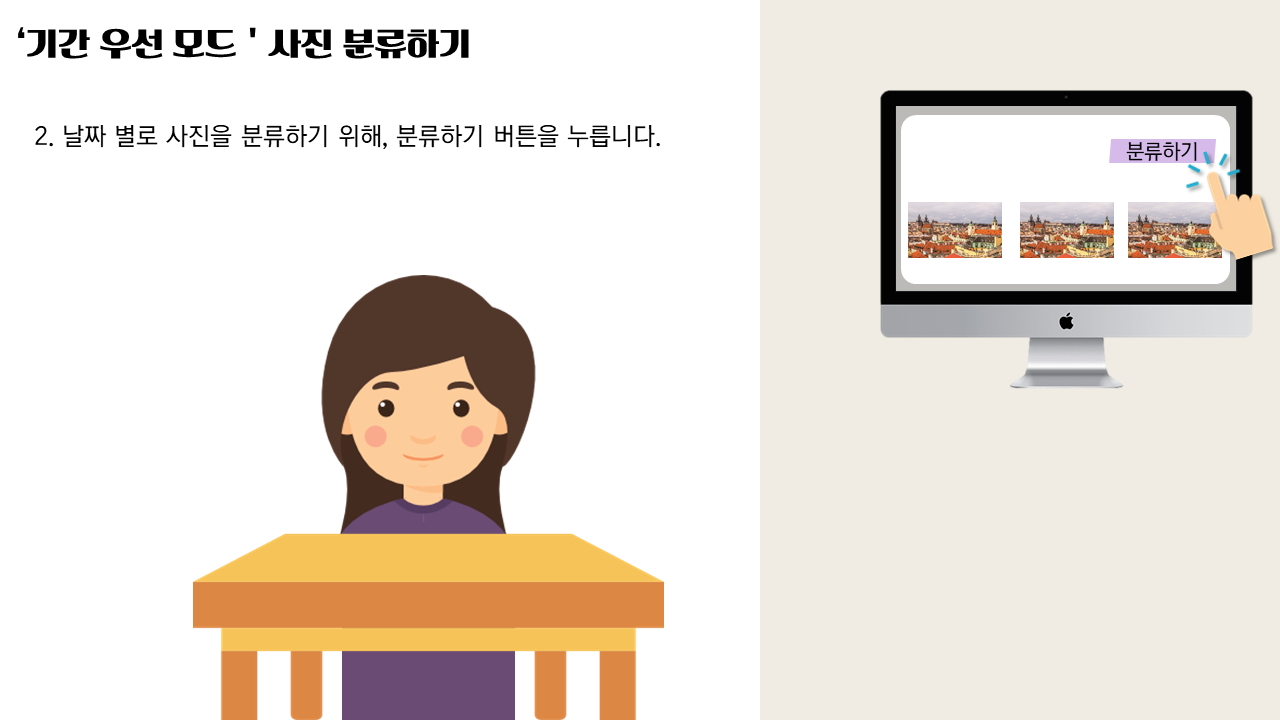 ‘기간 우선 모드 ' 사진 분류하기
2. 날짜 별로 사진을 분류하기 위해, 분류하기 버튼을 누릅니다.
분류하기